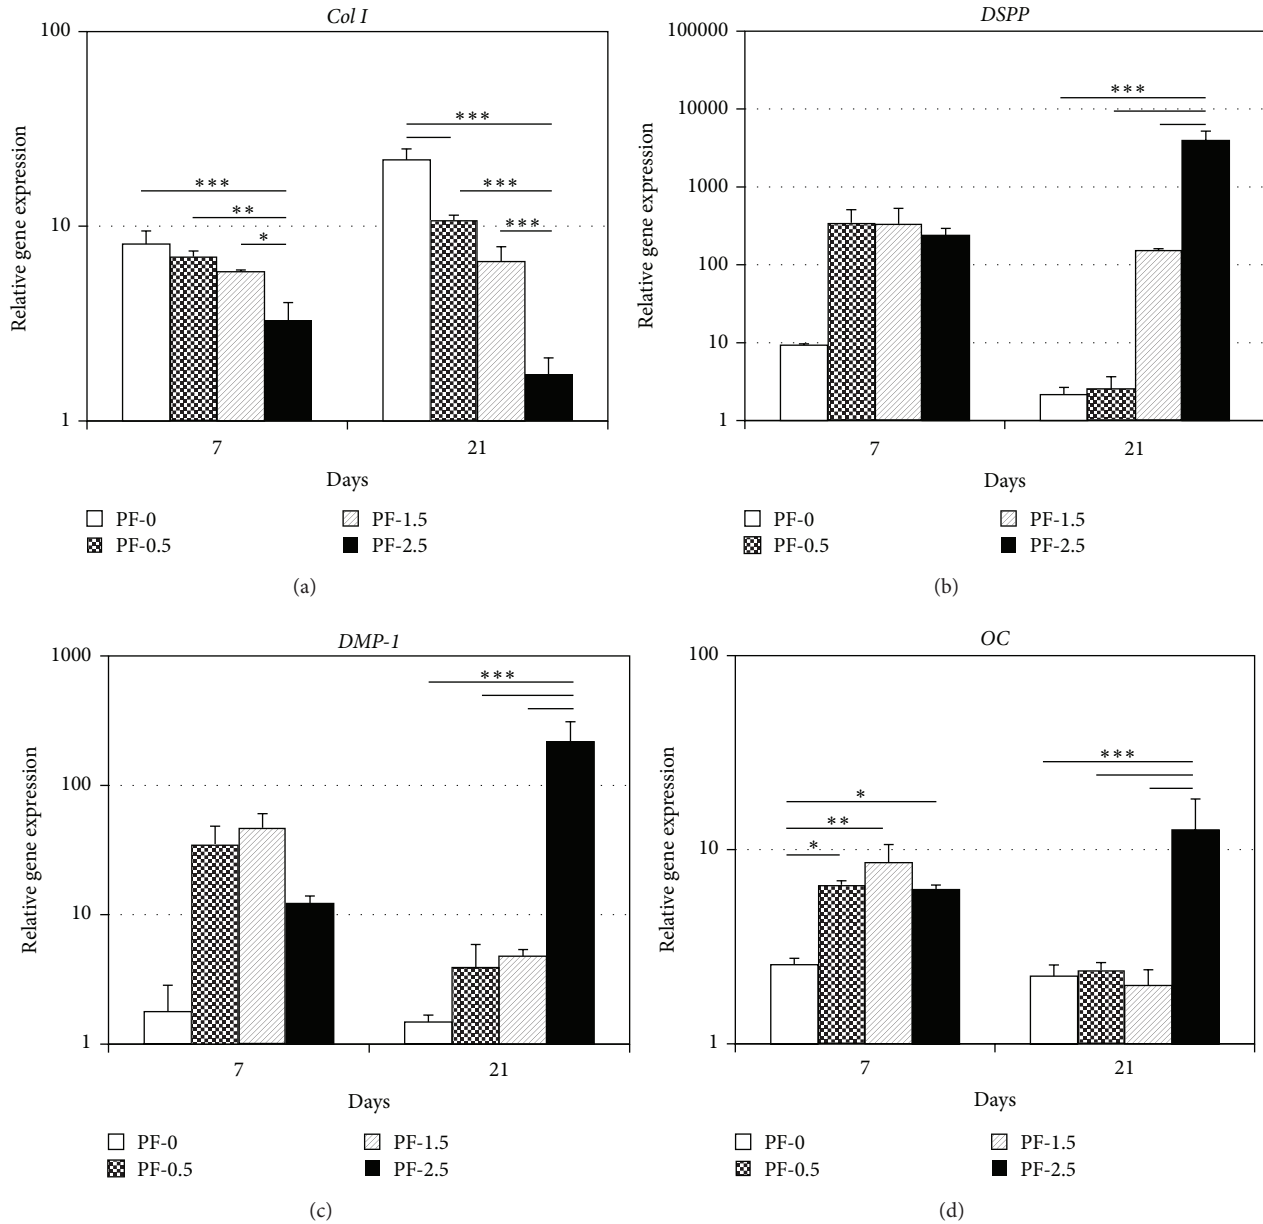 Col I
100
10
1
Relative gene expression
***
**
*
***
***
***
7
21
Days
PF-0
PF-1.5
PF-0.5
PF-2.5
(a)
DSPP
100000
10000
1000
100
10
1
Relative gene expression
***
7
21
Days
PF-0
PF-1.5
PF-0.5
PF-2.5
(b)
DMP-1
1000
100
10
1
Relative gene expression
***
7
21
Days
PF-0
PF-1.5
PF-0.5
PF-2.5
(c)
OC
100
10
1
Relative gene expression
*
**
*
***
7
21
Days
PF-0
PF-1.5
PF-0.5
PF-2.5
(d)